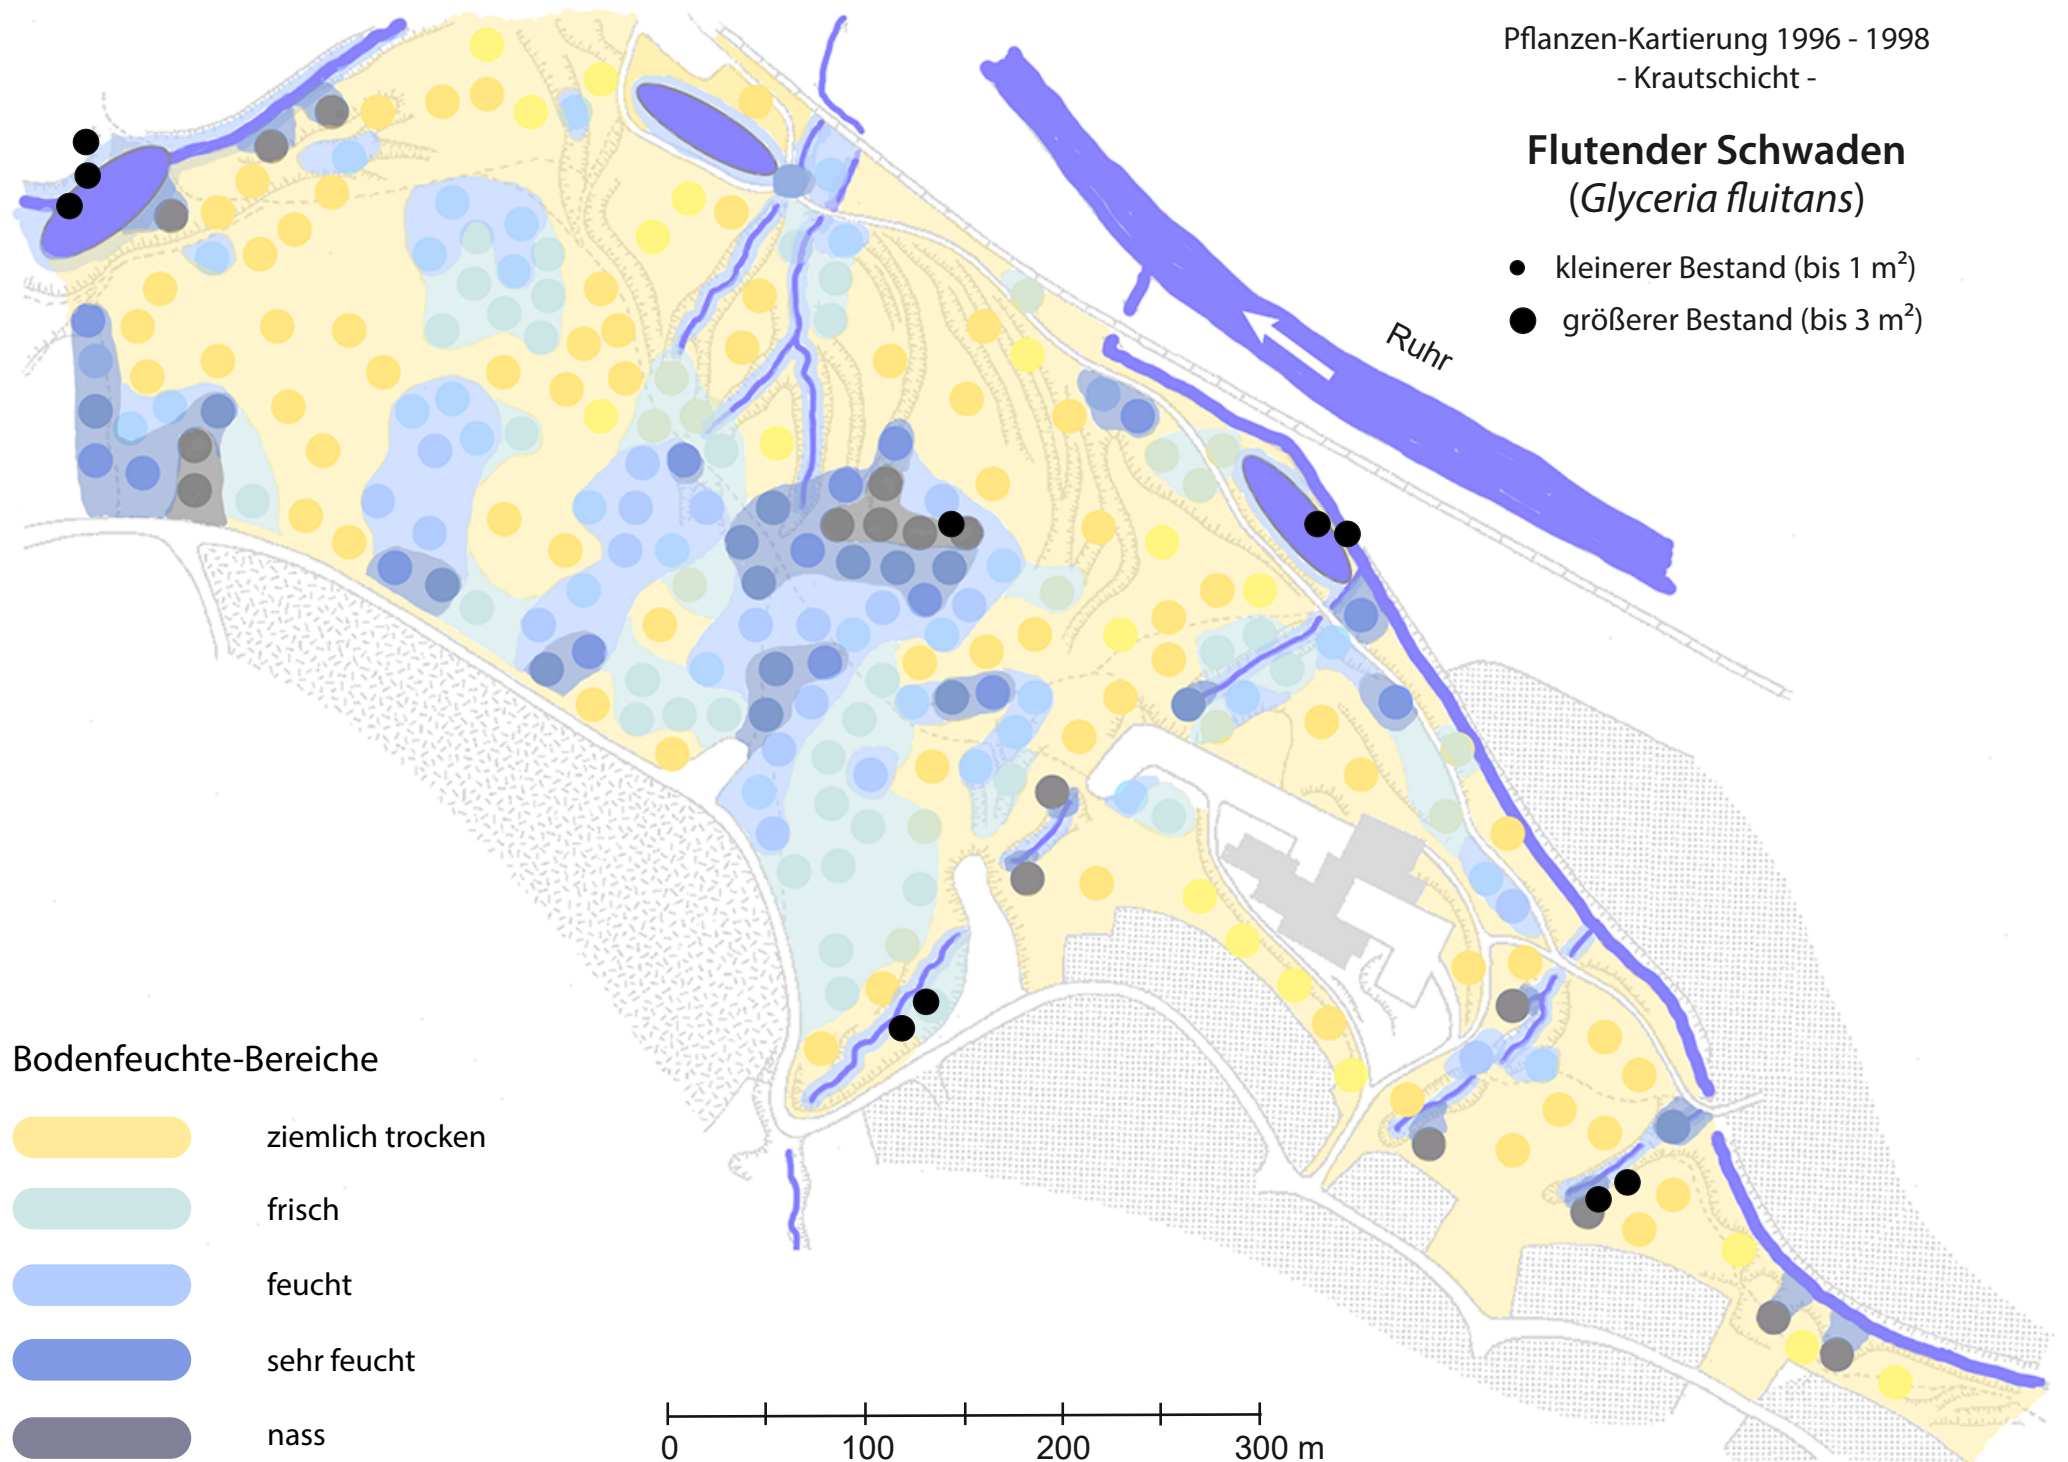 Pflanzen-Kartierung 1996 - 1998
- Krautschicht -
Flutender Schwaden
(Glyceria fluitans)
kleinerer Bestand (bis 1 m²)
größerer Bestand (bis 3 m²)
Ruhr
Bodenfeuchte-Bereiche
ziemlich trocken
frisch
feucht
sehr feucht
nass
0 100 200 300 m